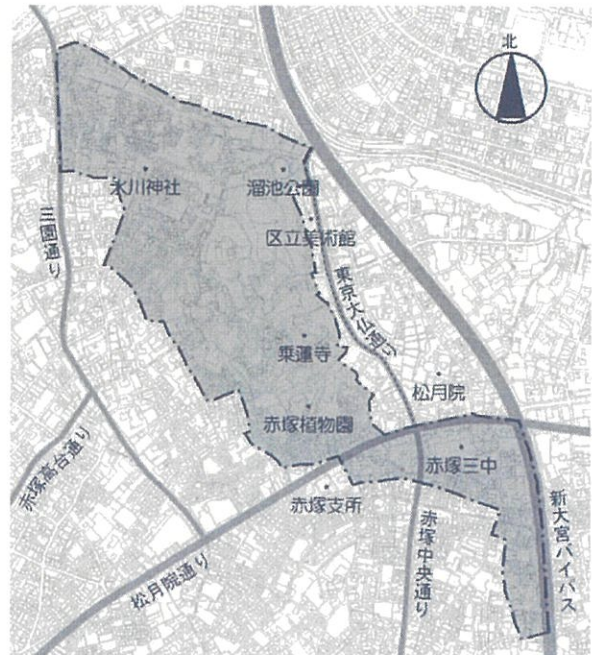 北
氷川神社
溜池公園
区立美術館
三園通り
東京大仏通り
乗蓮寺
松月院
赤塚植物園
赤塚三中
赤塚高台通り
赤塚支所
新大宮バイパス
赤塚中央通り
松月院通り